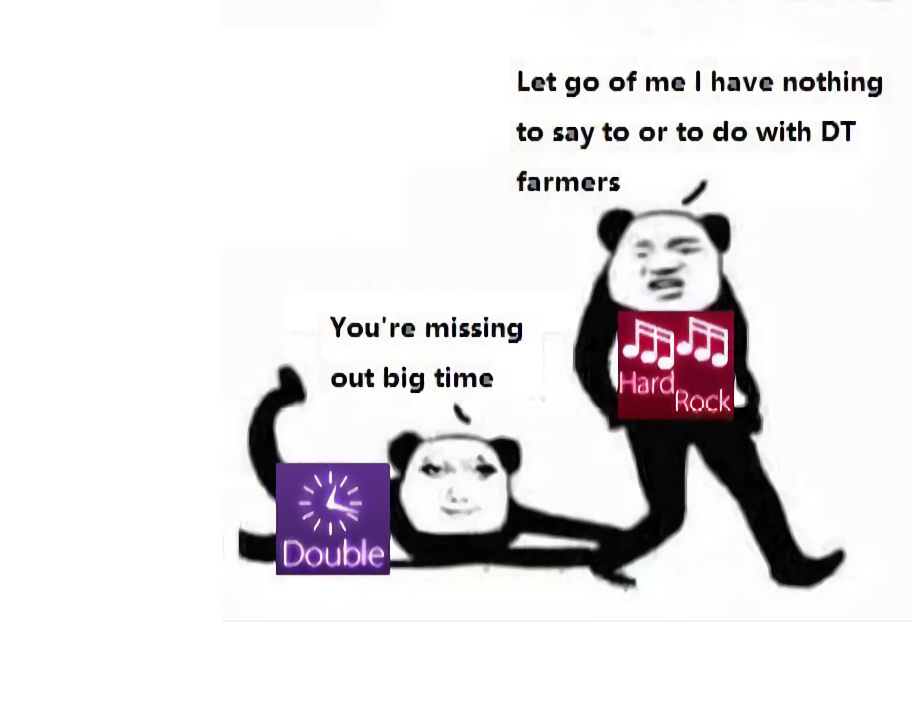 Let go of me I have nothing
to say to or to do with DT
farmers
You're missing
out big time
Hard
Rock
Double